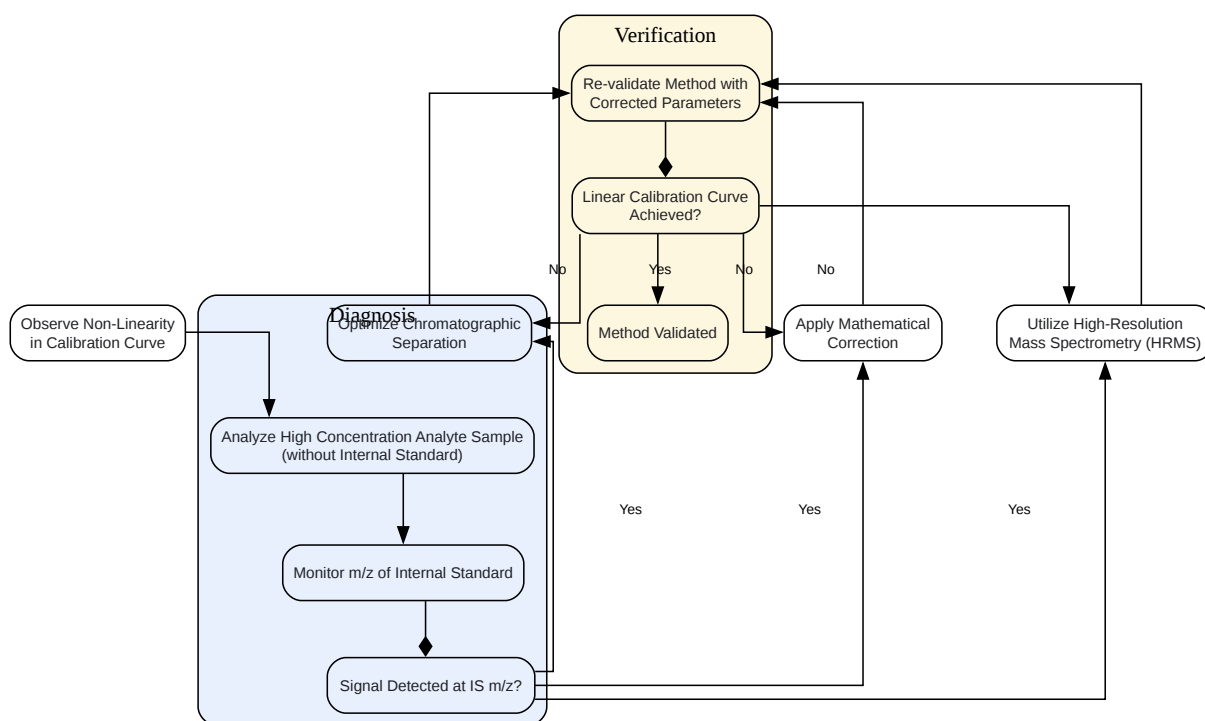 Verification
Re-validate Method with
Corrected Parameters
Linear Calibration Curve
Achieved?
No
Yes
No
No
Diagnosis
Observe Non-Linearity
in Calibration Curve
Optimize Chromatographic
Separation
Method Validated
Apply Mathematical
Correction
Utilize High-Resolution
Mass Spectrometry (HRMS)
Analyze High Concentration Analyte Sample
(without Internal Standard)
Yes
Yes
Yes
Monitor m/z of Internal Standard
Signal Detected at IS m/z?